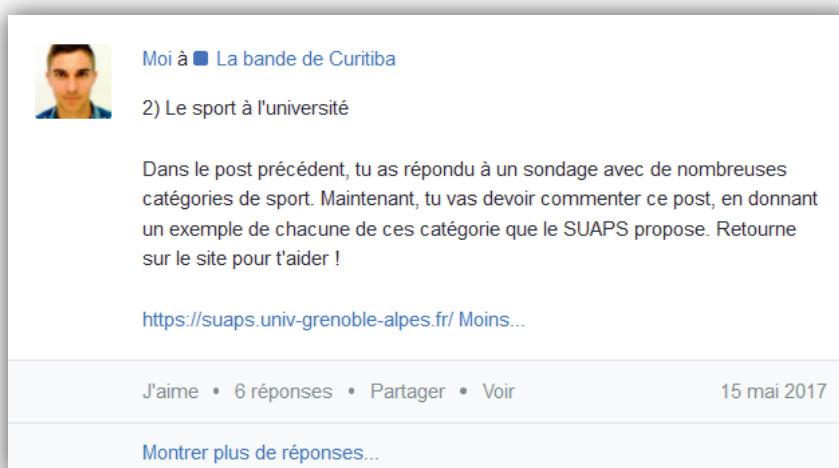 Moi à La bande de Curitiba
2) Le sport à l'université
Dans le post précédent, tu as répondu à un sondage avec de nombreuses
catégories de sport. Maintenant, tu vas devoir commenter ce post, en donnant
un exemple de chacune de ces catégorie que le SUAPS propose. Retourne
sur le site pour t'aider !
https://suaps.univ-grenoble-alpes.fr/ Moins...
J'aime • 6 réponses • Partager • Voir 15 mai 2017
Montrer plus de réponses...